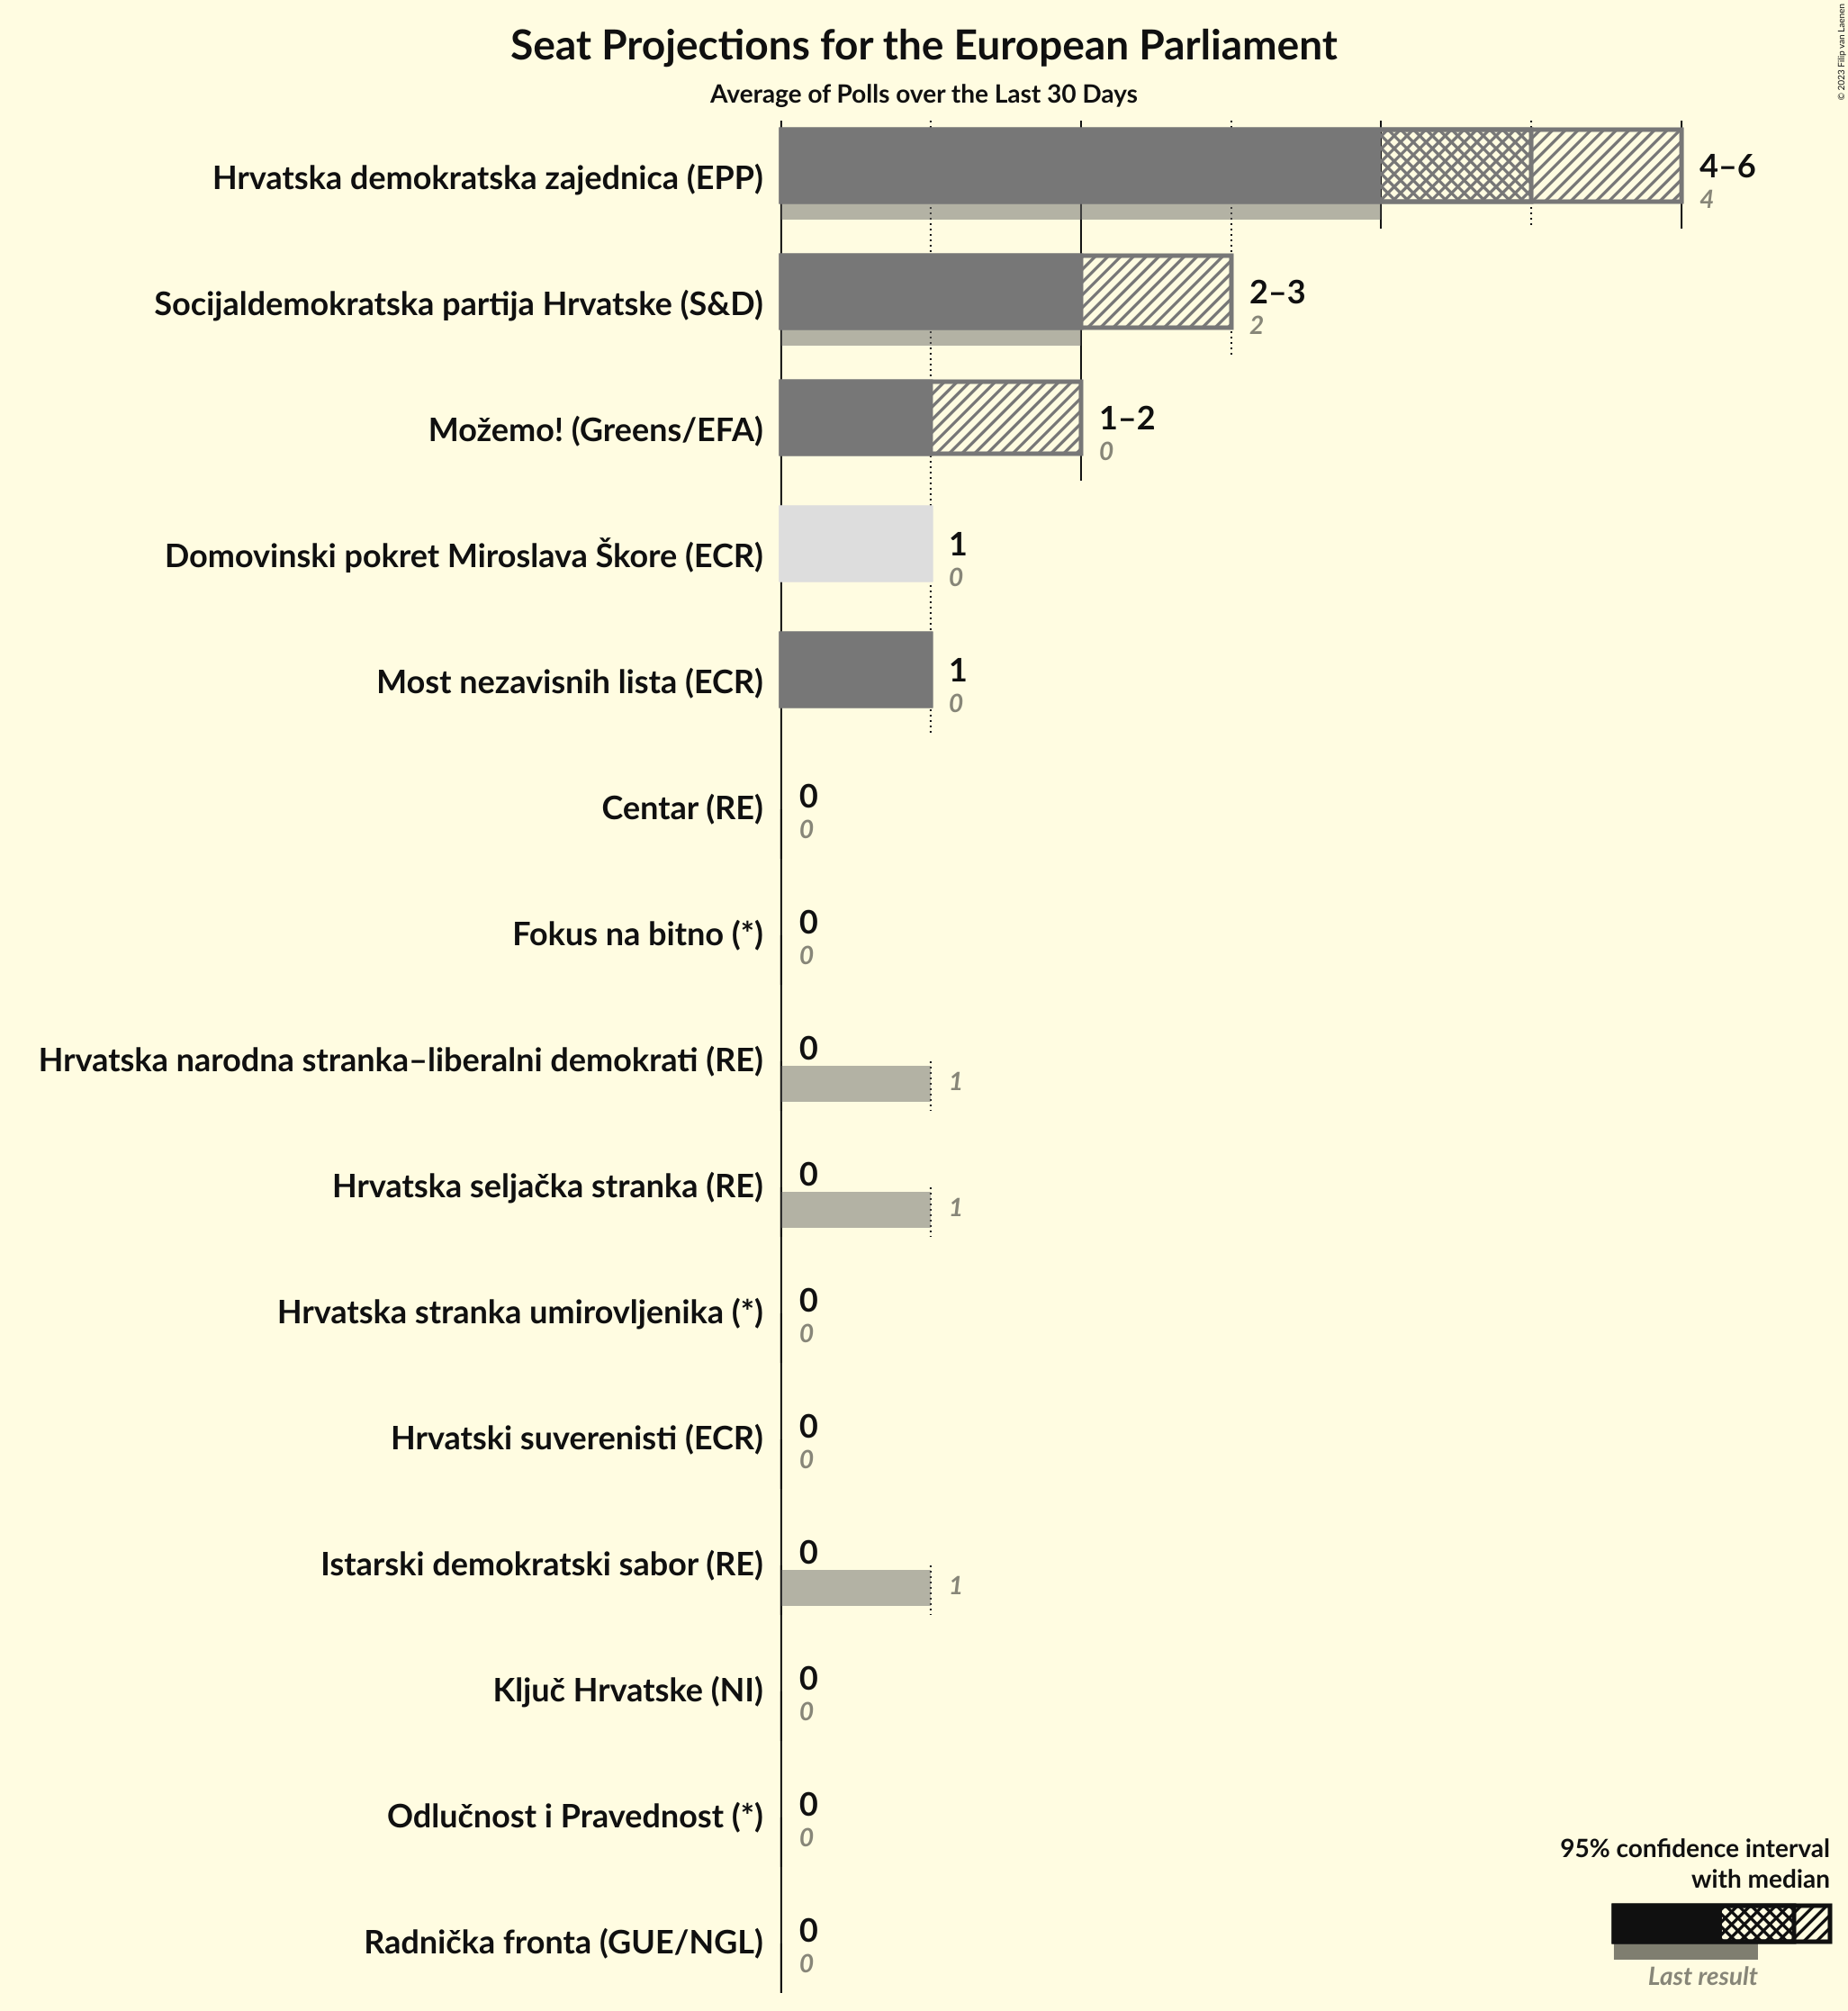 Seat Projections for the European Parliament
Average of Polls over the Last 30 Days
© 2023 Filip van Laenen
Hrvatska demokratska zajednica (EPP)
4–6
4
Socijaldemokratska partija Hrvatske (S&D)
2–3
2
Možemo! (Greens/EFA)
1–2
0
Domovinski pokret Miroslava Škore (ECR)
1
0
Most nezavisnih lista (ECR)
1
0
Centar (RE)
0
0
Fokus na bitno (*)
0
0
Hrvatska narodna stranka–liberalni demokrati (RE)
0
1
Hrvatska seljačka stranka (RE)
0
1
Hrvatska stranka umirovljenika (*)
0
0
Hrvatski suverenisti (ECR)
0
0
Istarski demokratski sabor (RE)
0
1
Ključ Hrvatske (NI)
0
0
Odlučnost i Pravednost (*)
0
0
Radnička fronta (GUE/NGL)
0
0
95% confidence interval
with median
Last result